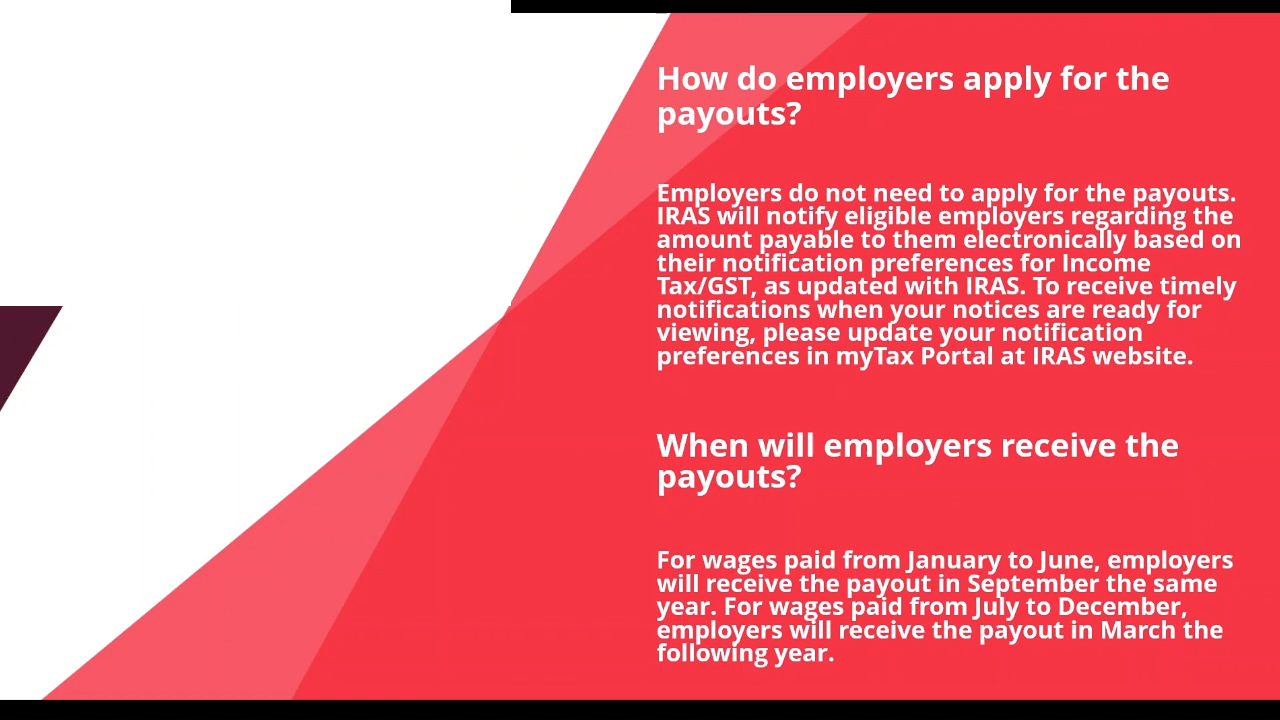 How do employers apply for the
payouts?
Employers do not need to apply for the payouts.
IRAS will notify eligible employers regarding the
amount payable to them electronically based on
their notification preferences for Income
Tax/GST, as updated with IRAS. To receive timely
notifications when your notices are ready for
viewing, please update your notification
preferences in myTax Portal at IRAS website.
When will employers receive the
payouts?
For wages paid from January to June, employers
will receive the payout in September the same
year. For wages paid from July to December,
employers will receive the payout in March the
following year.